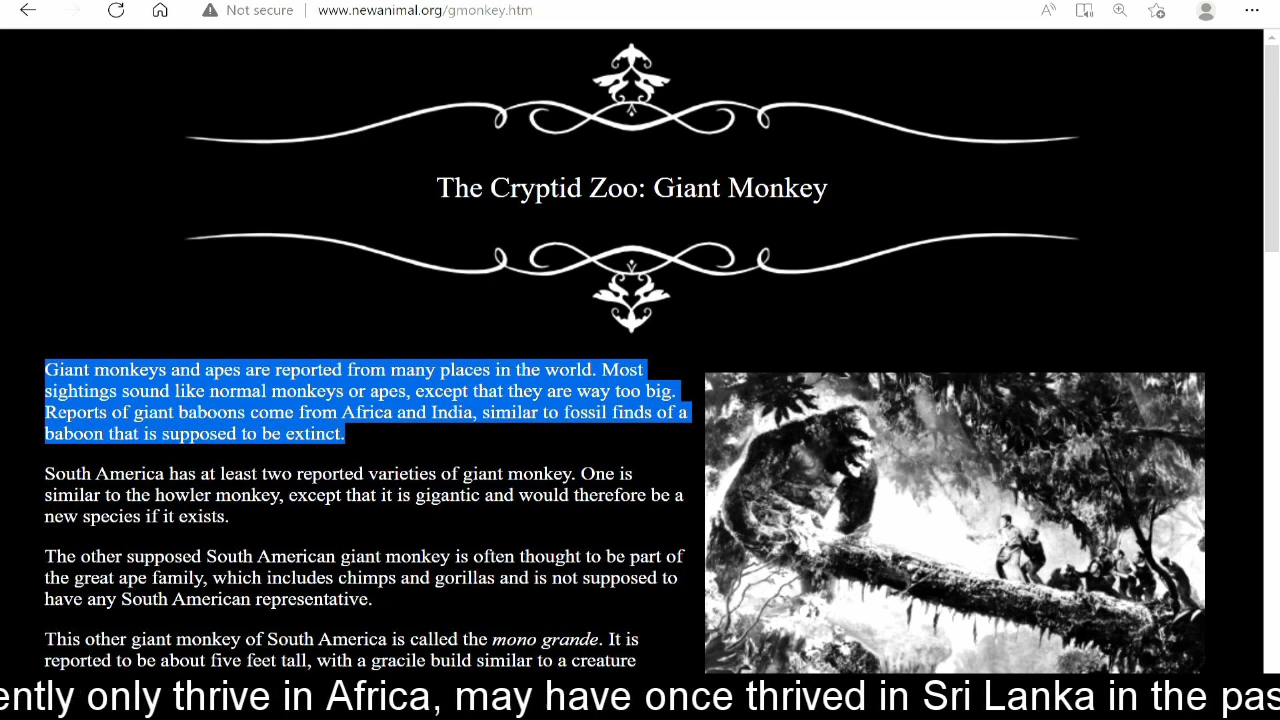 Not secure
www.newanimal.org/gmonkey.htm
The Cryptid Zoo: Giant Monkey
Giant monkeys and apes are reported from many places in the world. Most
sightings sound like normal monkeys or apes, except that they are way too big.
Reports of giant baboons come from Africa and India, similar to fossil finds of a
baboon that is supposed to be extinct.
South America has at least two reported varieties of giant monkey. One is
similar to the howler monkey, except that it is gigantic and would therefore be a
new species if it exists.
The other supposed South American giant monkey is often thought to be part of
the great ape family, which includes chimps and gorillas and is not supposed to
have any South American representative.
This other giant monkey of South America is called the mono grande. It is
reported to be about five feet tall, with a gracile build similar to a creature
ently only thrive in Africa, may have once thrived in Sri Lanka in the pas